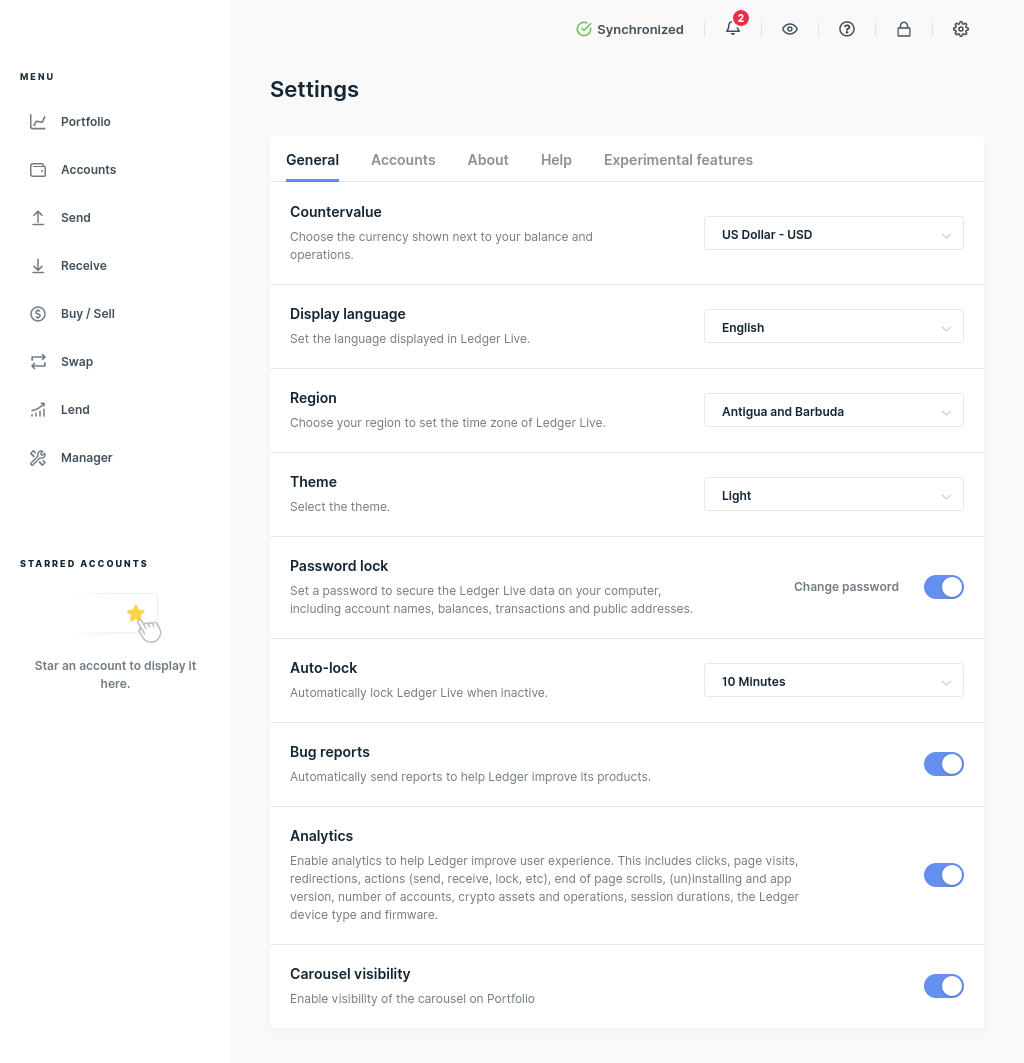 Synchronized
2
MENU
Portfolio
Accounts
Send
Receive
Buy / Sell
Swap
Lend
Manager
STARRED ACCOUNTS
Star an account to display it
here.
Settings
General Accounts About Help Experimental features
Countervalue
Choose the currency shown next to your balance and
operations.
US Dollar - USD
Display language
Set the language displayed in Ledger Live.
English
Region
Choose your region to set the time zone of Ledger Live.
Antigua and Barbuda
Theme
Select the theme.
Light
Password lock
Set a password to secure the Ledger Live data on your computer,
including account names, balances, transactions and public addresses.
Change password
Auto-lock
Automatically lock Ledger Live when inactive.
10 Minutes
Bug reports
Automatically send reports to help Ledger improve its products.
Analytics
Enable analytics to help Ledger improve user experience. This includes clicks, page visits,
redirections, actions (send, receive, lock, etc), end of page scrolls, (un)installing and app
version, number of accounts, crypto assets and operations, session durations, the Ledger
device type and firmware.
Carousel visibility
Enable visibility of the carousel on Portfolio